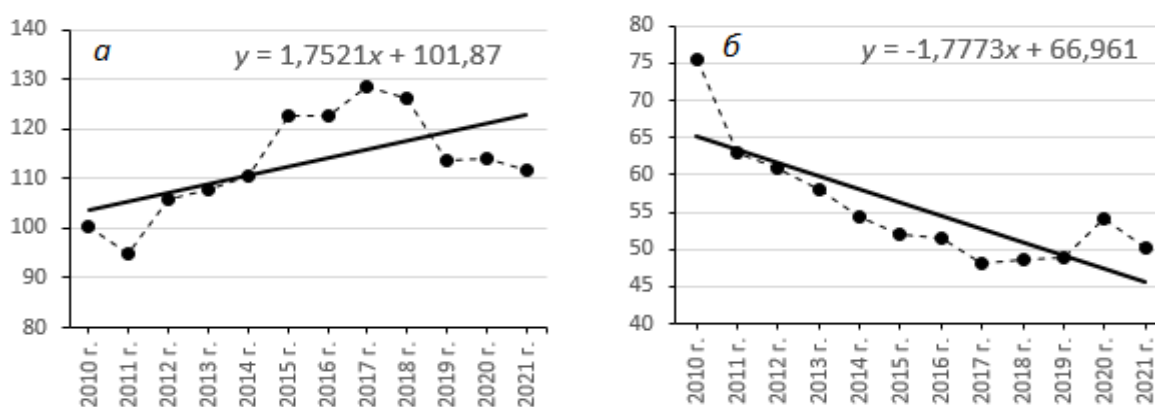 а
y = 1,7521x + 101,87
140
130
120
110
100
90
80
2010 г.
2011 г.
2012 г.
2013 г.
2014 г.
2015 г.
2016 г.
2017 г.
2018 г.
2019 г.
2020 г.
2021 г.
б
y = -1,7773x + 66,961
80
75
70
65
60
55
50
45
40
2010 г.
2011 г.
2012 г.
2013 г.
2014 г.
2015 г.
2016 г.
2017 г.
2018 г.
2019 г.
2020 г.
2021 г.